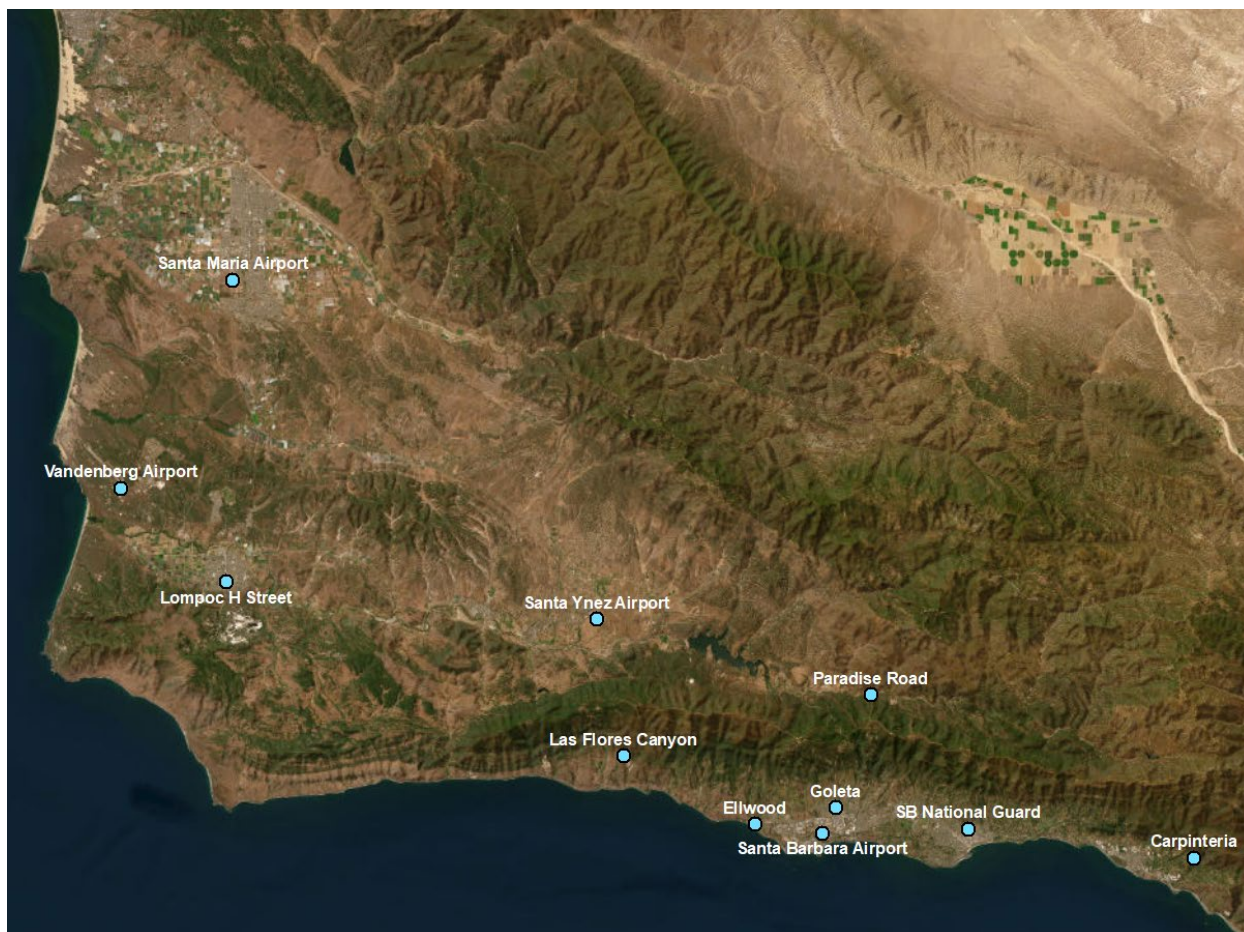 Santa Maria Airport
Vandenberg Airport
Lompoc H Street
Santa Ynez Airport
Paradise Road
Las Flores Canyon
Goleta
Ellwood
SB National Guard
Santa Barbara Airport
Carpinteria